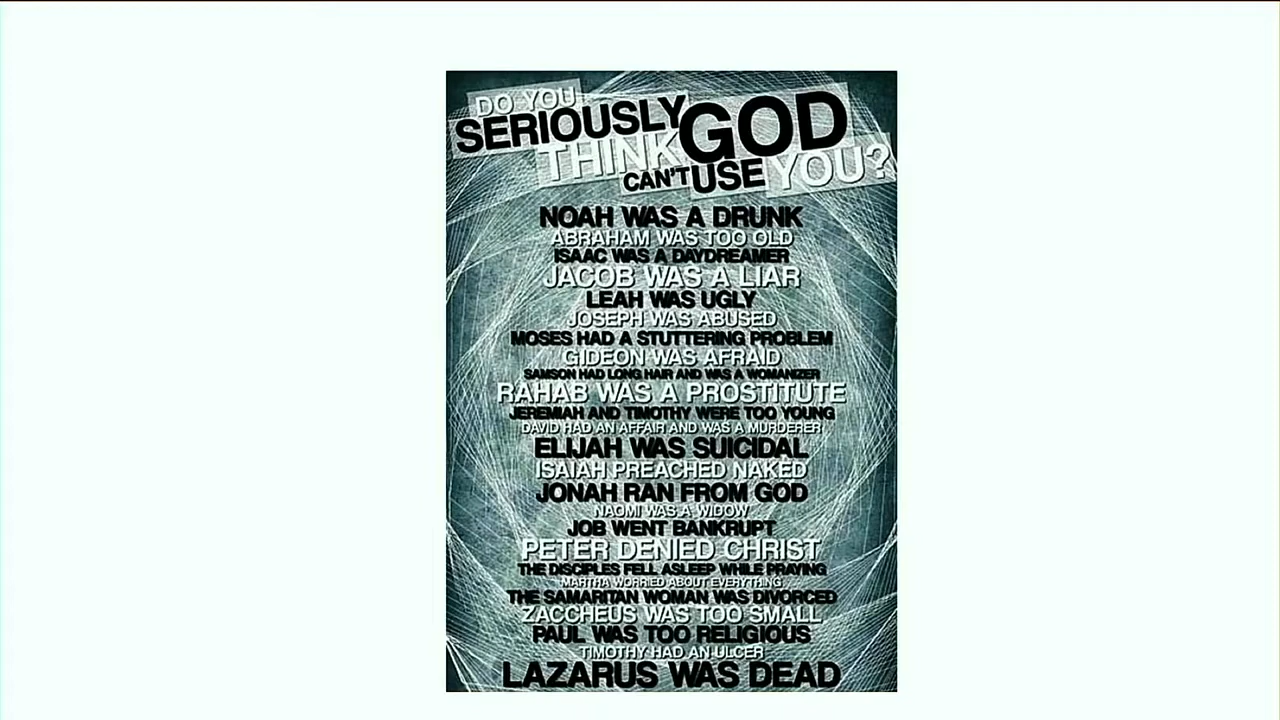 DO YOU
SERIOUSLY GOD
THINK
CAN'T USE YOU?
NOAH WAS A DRUNK
ABRAHAM WAS TOO OLD
ISAAC WAS A DAYDREAMER
JACOB WAS A LIAR
LEAH WAS UGLY
JOSEPH WAS ABUSED
MOSES HAD A STUTTERING PROBLEM
GIDEON WAS AFRAID
SAMSON HAD LONG HAIR AND WAS A WOMANIZER
RAHAB WAS A PROSTITUTE
JEREMIAH AND TIMOTHY WERE TOO YOUNG
DAVID HAD AN AFFAIR AND WAS A MURDERER
ELIJAH WAS SUICIDAL
ISAIAH PREACHED NAKED
JONAH RAN FROM GOD
NAOMI WAS A WIDOW
JOB WENT BANKRUPT
PETER DENIED CHRIST
THE DISCIPLES FELL ASLEEP WHILE PRAYING
MARTHA WORRIED ABOUT EVERYTHING
THE SAMARITAN WOMAN WAS DIVORCED
ZACCHEUS WAS TOO SMALL
PAUL WAS TOO RELIGIOUS
TIMOTHY HAD AN ULCER
LAZARUS WAS DEAD